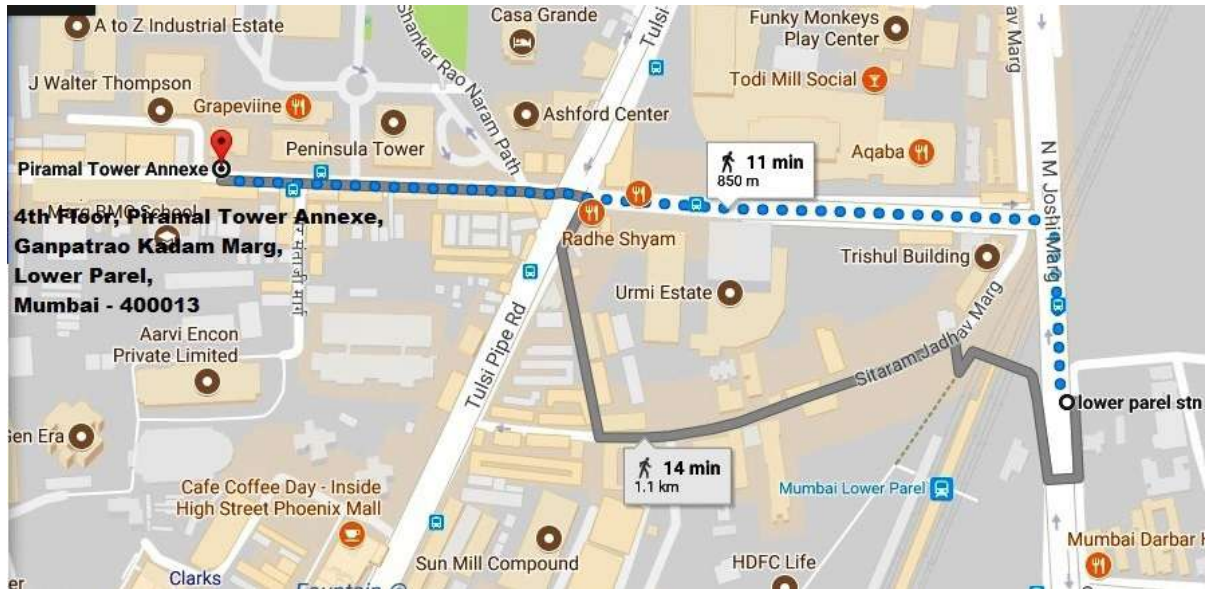 A to Z Industrial Estate
Casa Grande
Funky Monkeys
Play Center
Tulsi
Marg
J Walter Thompson
Shankar Rao Naram Path
Todi Mill Social
Grapeviine
Ashford Center
N M Joshi Marg
Peninsula Tower
11 min
850 m
Aqaba
Piramal Tower Annexe
4th Floor, Piramal Tower Annexe,
Ganpatrao Kadam Marg,
Lower Parel,
Mumbai - 400013
Radhe Shyam
Trishul Building
Urmi Estate
Aarvi Encon
Private Limited
Tulsi Pipe Rd
Sitaram Jadhav Marg
lower parel stn
Gen Era
14 min
1.1 km
Cafe Coffee Day - Inside
High Street Phoenix Mall
Mumbai Lower Parel
Sun Mill Compound
HDFC Life
Mumbai Darbar H
Clarks
er